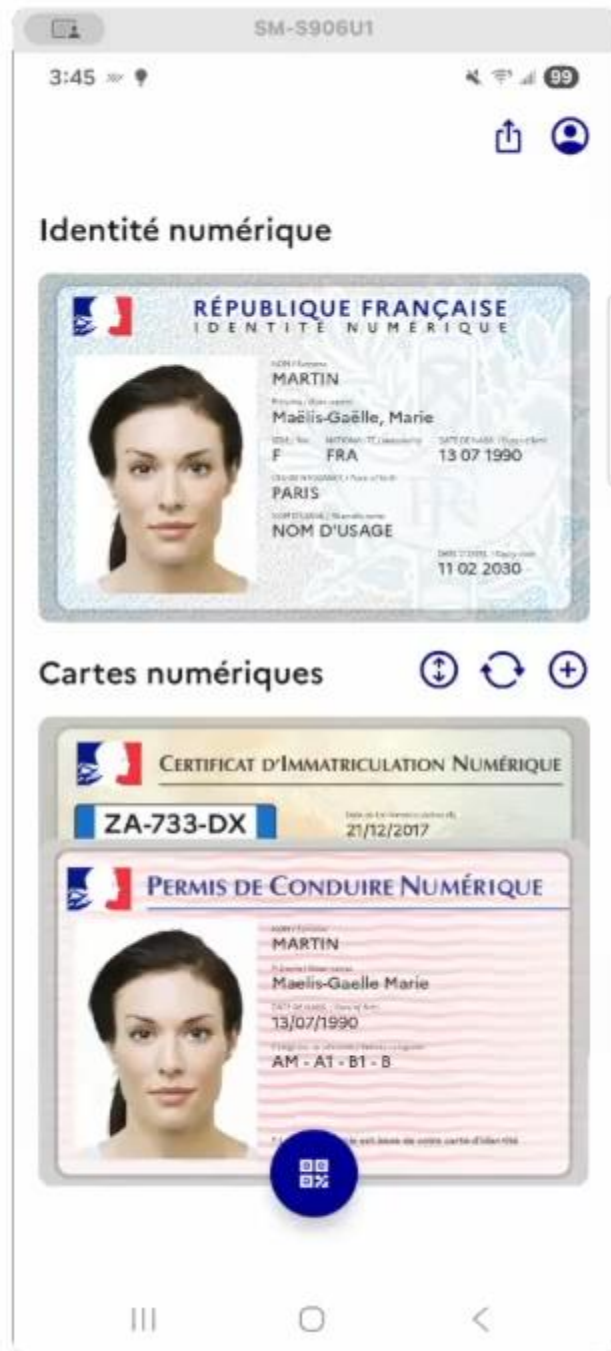 SM-S906U1
3:45
99
Identité numérique
RÉPUBLIQUE FRANÇAISE
IDENTITÉ NUMÉRIQUE
MARTIN
Maëlis-Gaëlle, Marie
F FRA 13 07 1990
PARIS
NOM D'USAGE
11 02 2030
Cartes numériques
CERTIFICAT D'IMMATRICULATION NUMÉRIQUE
ZA-733-DX
21/12/2017
PERMIS DE CONDUIRE NUMÉRIQUE
MARTIN
Maelis-Gaelle Marie
13/07/1990
AM - A1 - B1 - B